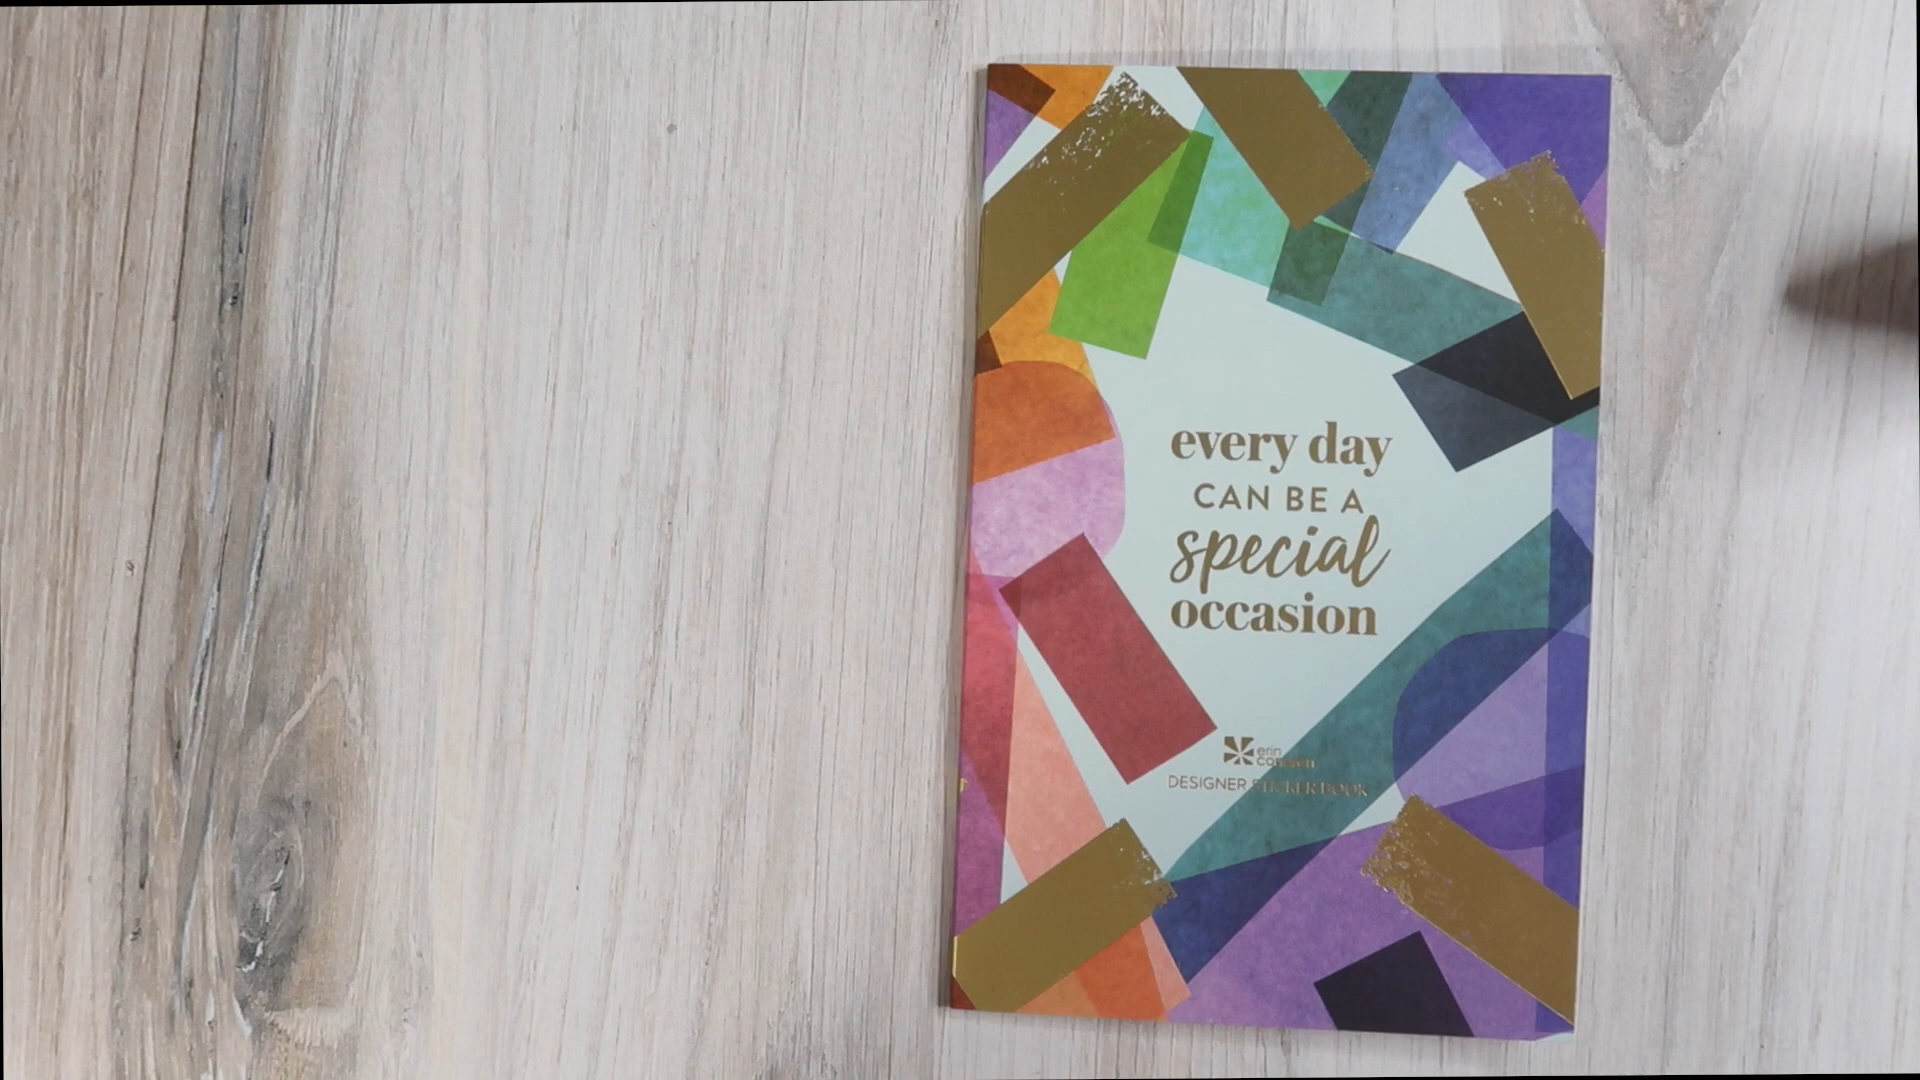 every day
CAN BE A
special
occasion
erin
condren
DESIGNER STICKER BOOK